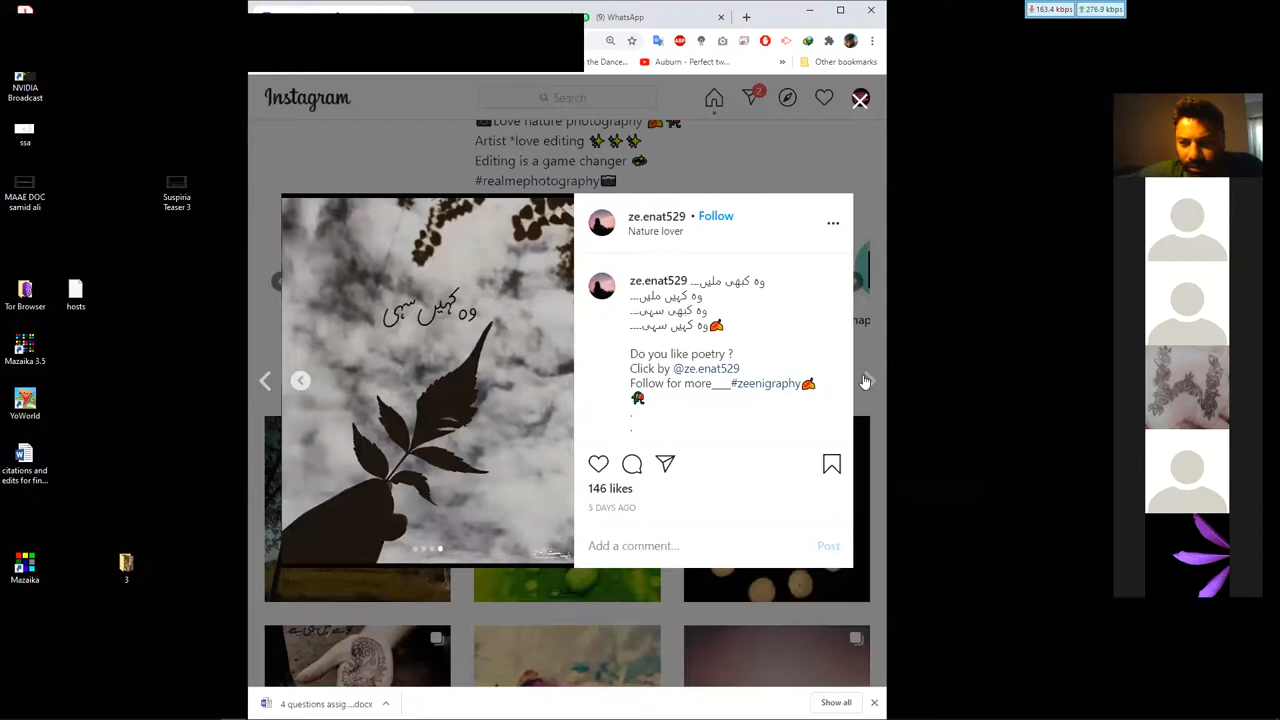 163.4 kbps
276.9 kbps
(9) WhatsApp
ABP
the Dance...
Auburn - Perfect tw...
»
Other bookmarks
NVIDIA
Broadcast
ssa
MAAE DOC
samid ali
Suspiria
Teaser 3
Tor Browser
hosts
Mazaika 3.5
YoWorld
citations and
edits for fin...
Mazaika
3
Instagram
Search
2
Love nature photography
Artist *love editing
Editing is a game changer
#realmephotography
وہ کہیں سہی
ze.enat529 • Follow
Nature lover
ze.enat529 وہ کبھی ملیں...
وہ کہیں ملیں...
وہ کبھی سہی...
وہ کہیں سہی....
Do you like poetry ?
Click by @ze.enat529
Follow for more___#zeenigraphy
.
.
146 likes
5 DAYS AGO
Add a comment...
Post
4 questions assig....docx
Show all